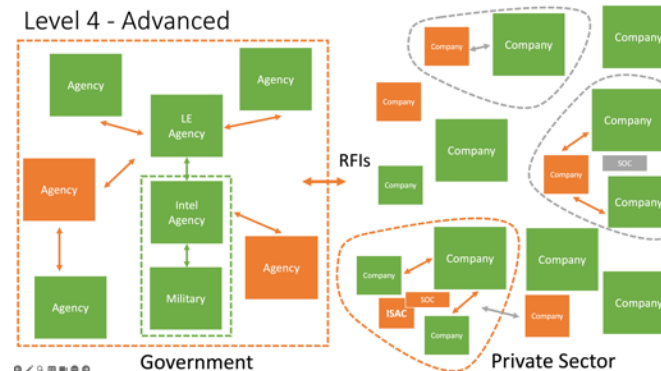 Level 4 - Advanced
Agency
Agency
LE
Agency
Agency
Intel
Agency
Agency
Agency
Military
Government
RFIs
Company
Company
Company
Company
Company
Company
Company
SOC
Company
Company
Company
Company
Company
SOC
ISAC
Company
Company
Company
Company
Private Sector